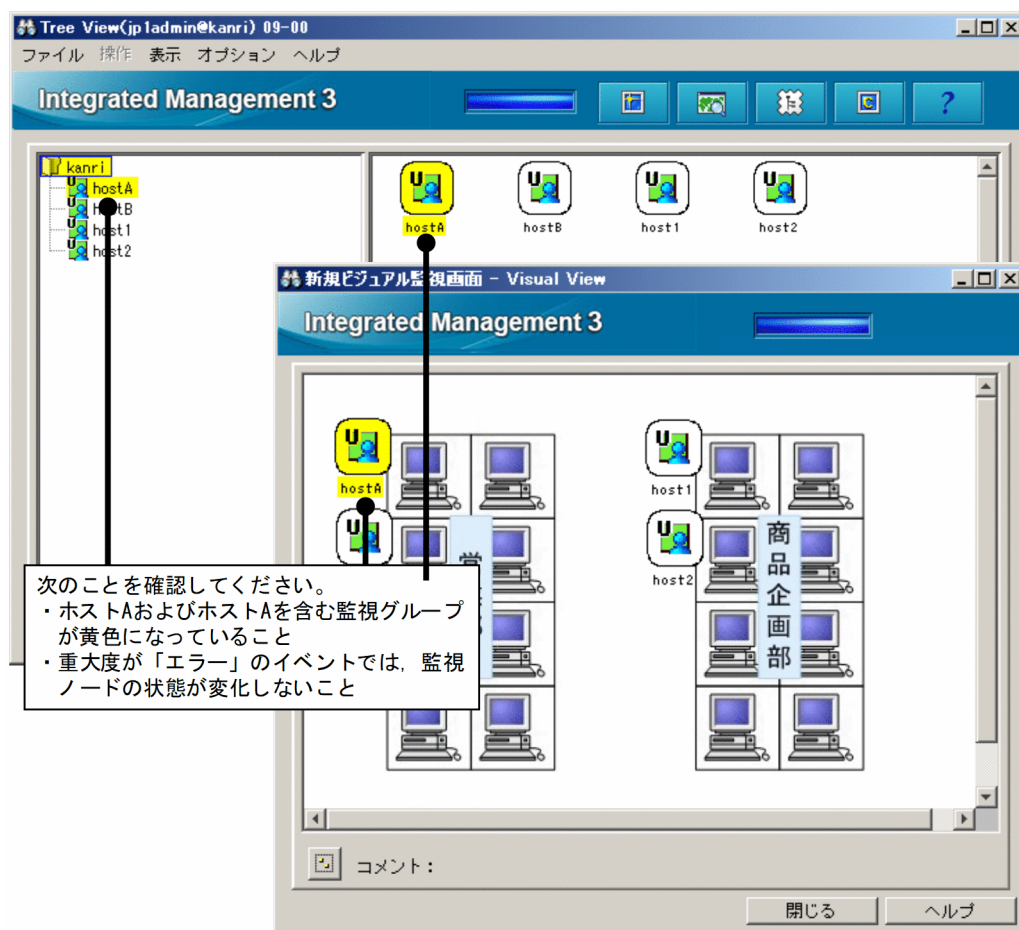 Tree View(jp1admin@kanri) 09-00
ファイル 操作 表示 オプション ヘルプ
Integrated Management 3
?
kanri
hostA
hostB
host1
host2
U
hostA
U
hostB
U
host1
U
host2
新規ビジュアル監視画面 - Visual View
Integrated Management 3
U
hostA
U
U
host1
U
host2
商品企画部
次のことを確認してください。
・ホストAおよびホストAを含む監視グループ
が黄色になっていること
・重大度が「エラー」のイベントでは,監視
ノードの状態が変化しないこと
コメント:
閉じる ヘルプ